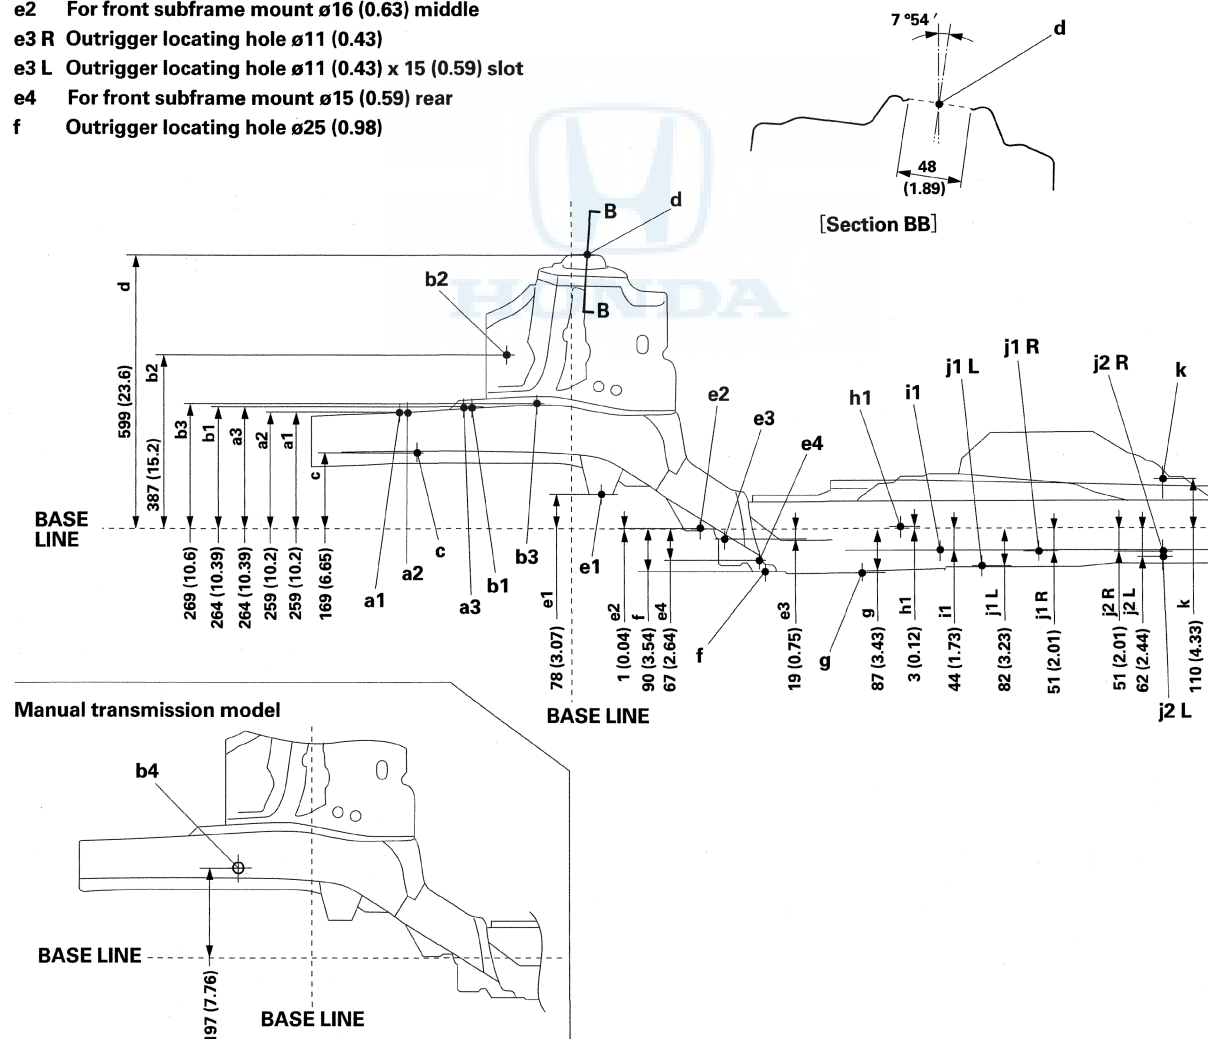 e2 For front subframe mount ø16 (0.63) middle
e3 R Outrigger locating hole ø11 (0.43)
e3 L Outrigger locating hole ø11 (0.43) x 15 (0.59) slot
e4 For front subframe mount ø15 (0.59) rear
f Outrigger locating hole ø25 (0.98)
7 °54 ′
d
48
(1.89)
[Section BB]
HONDA
B
d
B
b2
d
599 (23.6)
b2
387 (15.2)
b3
b1
a3
a2
a1
c
BASE
LINE
269 (10.6)
264 (10.39)
264 (10.39)
259 (10.2)
259 (10.2)
169 (6.65)
a1
a2
c
a3
b1
b3
e1
e2
e3
e4
h1
i1
j1 L
j1 R
j2 R
k
e1
78 (3.07)
e2
1 (0.04)
f
90 (3.54)
e4
67 (2.64)
f
e3
19 (0.75)
g
g
87 (3.43)
h1
3 (0.12)
i1
44 (1.73)
j1 L
82 (3.23)
j1 R
51 (2.01)
j2 R
51 (2.01)
j2 L
62 (2.44)
k
110 (4.33)
j2 L
BASE LINE
Manual transmission model
b4
BASE LINE
197 (7.76)
BASE LINE